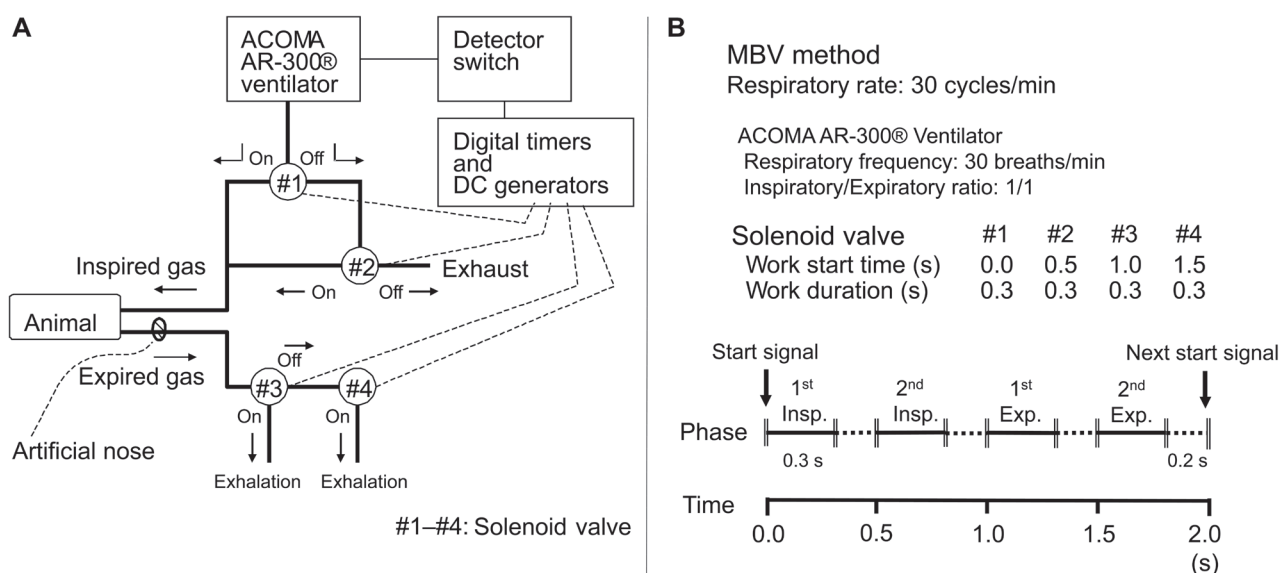 A
ACOMA
AR-300®
ventilator
Detector
switch
Digital timers
and
DC generators
On
Off
#1
Inspired gas
#2
Exhaust
On
Off
Animal
Expired gas
Off
#3
#4
On
On
Artificial nose
Exhalation
Exhalation
#1–#4: Solenoid valve
B
MBV method
Respiratory rate: 30 cycles/min
ACOMA AR-300® Ventilator
Respiratory frequency: 30 breaths/min
Inspiratory/Expiratory ratio: 1/1
Solenoid valve #1 #2 #3 #4
Work start time (s) 0.0 0.5 1.0 1.5
Work duration (s) 0.3 0.3 0.3 0.3
Start signal
Next start signal
1st Insp.
2nd Insp.
1st Exp.
2nd Exp.
Phase
0.3 s
0.2 s
Time
0.0 0.5 1.0 1.5 2.0
(s)